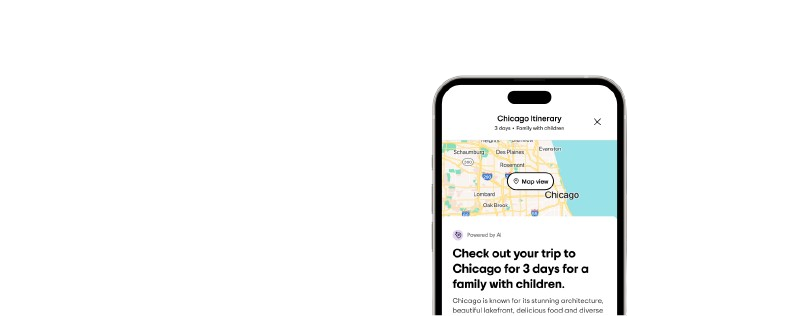 Chicago Itinerary
3 days • Family with children
Schaumburg
Des Plaines
Evanston
Rosemont
Map view
Lombard
Chicago
Oak Brook
Powered by AI
Check out your trip to
Chicago for 3 days for a
family with children.
Chicago is known for its stunning architecture,
beautiful lakefront, delicious food and diverse